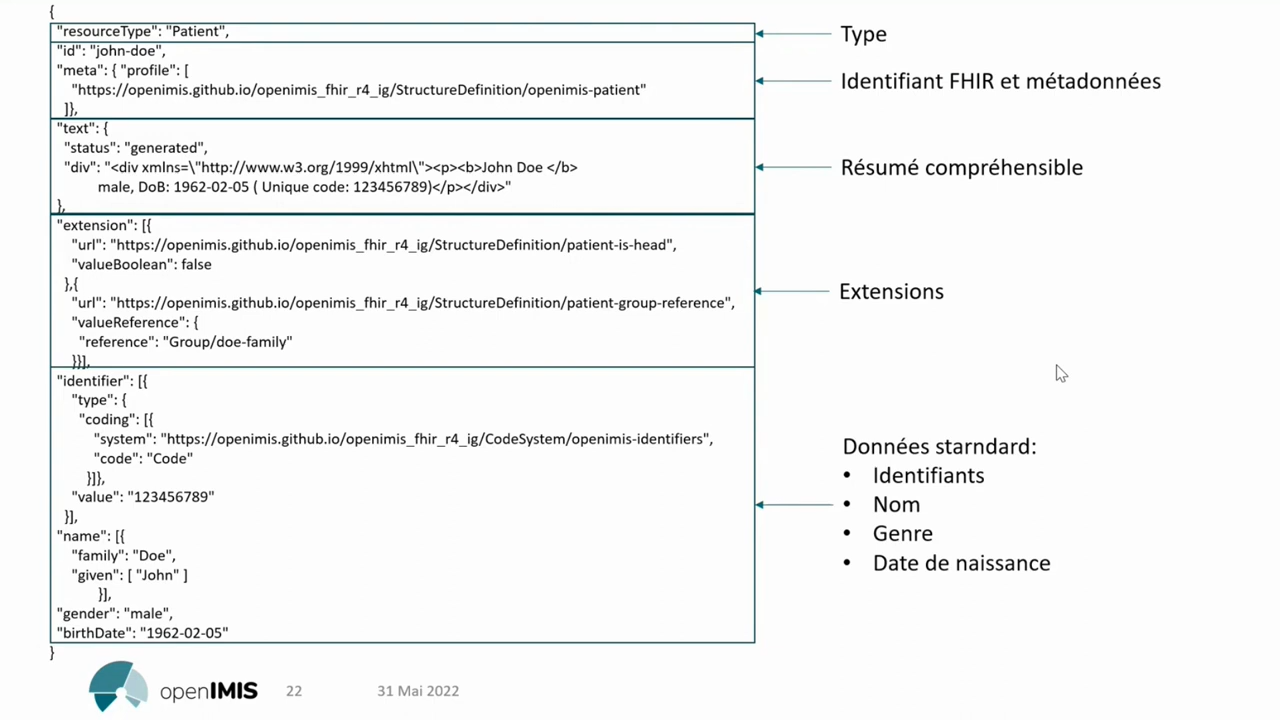 {
"resourceType": "Patient",
"id": "john-doe",
"meta": { "profile": [
"https://openimis.github.io/openimis_fhir_r4_ig/StructureDefinition/openimis-patient"
]},
"text": {
"status": "generated",
"div": "<div xmlns=\"http://www.w3.org/1999/xhtml\"><p><b>John Doe </b>
male, DoB: 1962-02-05 ( Unique code: 123456789)</p></div>"
},
"extension": [{
"url": "https://openimis.github.io/openimis_fhir_r4_ig/StructureDefinition/patient-is-head",
"valueBoolean": false
},{
"url": "https://openimis.github.io/openimis_fhir_r4_ig/StructureDefinition/patient-group-reference",
"valueReference": {
"reference": "Group/doe-family"
}}],
"identifier": [{
"type": {
"coding": [{
"system": "https://openimis.github.io/openimis_fhir_r4_ig/CodeSystem/openimis-identifiers",
"code": "Code"
}]},
"value": "123456789"
}],
"name": [{
"family": "Doe",
"given": [ "John" ]
}],
"gender": "male",
"birthDate": "1962-02-05"
}
Type
Identifiant FHIR et métadonnées
Résumé compréhensible
Extensions
Données starndard:
• Identifiants
• Nom
• Genre
• Date de naissance
openIMIS 22 31 Mai 2022